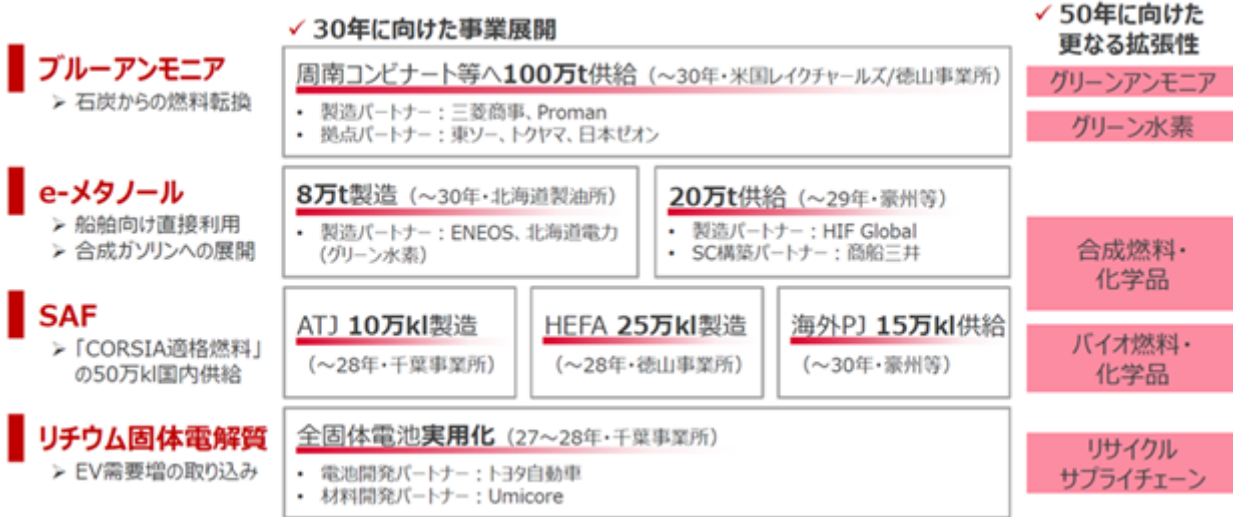 ✓ 30年に向けた事業展開
✓ 50年に向けた
更なる拡張性
ブルーアンモニア
➢ 石炭からの燃料転換
周南コンビナート等へ100万t供給（～30年・米国レイクチャールズ/徳山事業所）
• 製造パートナー：三菱商事、Proman
• 拠点パートナー：東ソー、トクヤマ、日本ゼオン
グリーンアンモニア
グリーン水素
e-メタノール
➢ 船舶向け直接利用
➢ 合成ガソリンへの展開
8万t製造（～30年・北海道製油所）
• 製造パートナー：ENEOS、北海道電力
(グリーン水素)
20万t供給（～29年・豪州等）
• 製造パートナー：HIF Global
• SC構築パートナー：商船三井
合成燃料・
化学品
SAF
➢ 「CORSIA適格燃料」
の50万kl国内供給
ATJ 10万kl製造
（～28年・千葉事業所）
HEFA 25万kl製造
（～28年・徳山事業所）
海外PJ 15万kl供給
（～30年・豪州等）
バイオ燃料・
化学品
リチウム固体電解質
➢ EV需要増の取り込み
全固体電池実用化（27～28年・千葉事業所）
• 電池開発パートナー：トヨタ自動車
• 材料開発パートナー：Umicore
リサイクル
サプライチェーン